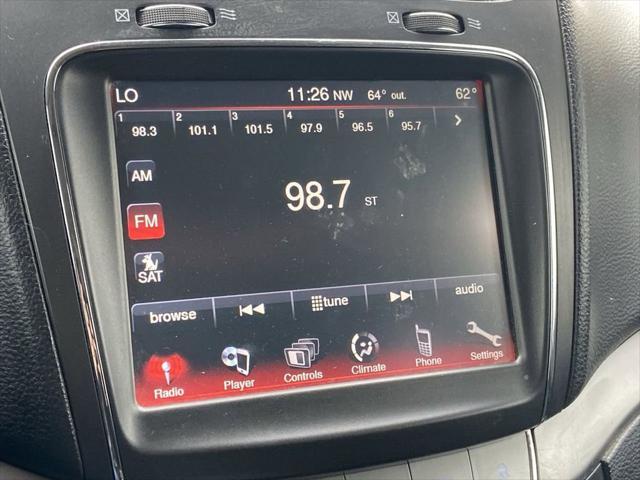 LO 11:26 NW 64° out. 62°
1 2 3 4 5 6
98.3 101.1 101.5 97.9 96.5 95.7
AM
98.7 ST
FM
SAT
browse tune audio
Radio Player Controls Climate Phone Settings